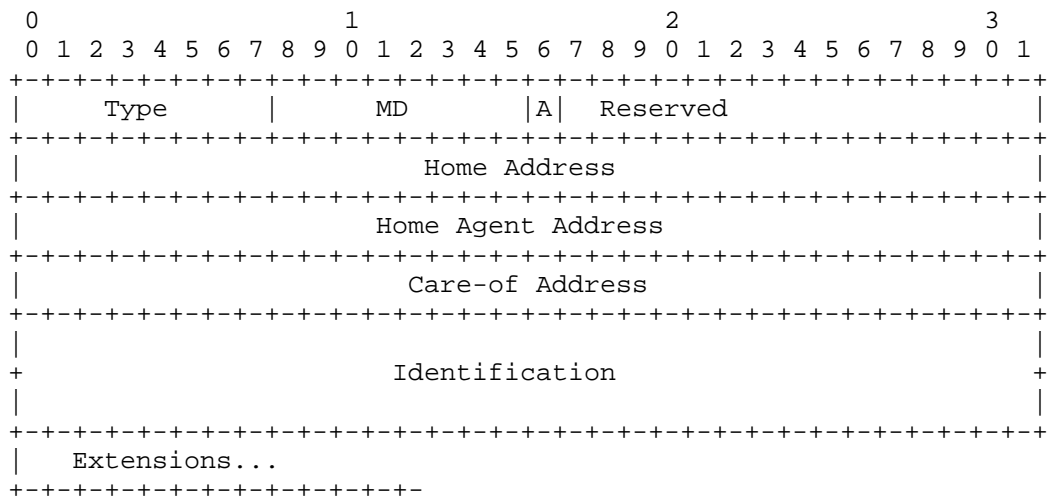 0                   1                   2                   3
 0 1 2 3 4 5 6 7 8 9 0 1 2 3 4 5 6 7 8 9 0 1 2 3 4 5 6 7 8 9 0 1
+-+-+-+-+-+-+-+-+-+-+-+-+-+-+-+-+-+-+-+-+-+-+-+-+-+-+-+-+-+-+-+-+
|     Type      |      MD       |A|  Reserved                   |
+-+-+-+-+-+-+-+-+-+-+-+-+-+-+-+-+-+-+-+-+-+-+-+-+-+-+-+-+-+-+-+-+
|                         Home Address                          |
+-+-+-+-+-+-+-+-+-+-+-+-+-+-+-+-+-+-+-+-+-+-+-+-+-+-+-+-+-+-+-+-+
|                      Home Agent Address                       |
+-+-+-+-+-+-+-+-+-+-+-+-+-+-+-+-+-+-+-+-+-+-+-+-+-+-+-+-+-+-+-+-+
|                        Care-of Address                        |
+-+-+-+-+-+-+-+-+-+-+-+-+-+-+-+-+-+-+-+-+-+-+-+-+-+-+-+-+-+-+-+-+
|                                                               |
+                       Identification                          +
|                                                               |
+-+-+-+-+-+-+-+-+-+-+-+-+-+-+-+-+-+-+-+-+-+-+-+-+-+-+-+-+-+-+-+-+
|   Extensions...
+-+-+-+-+-+-+-+-+-+-+-+-+-